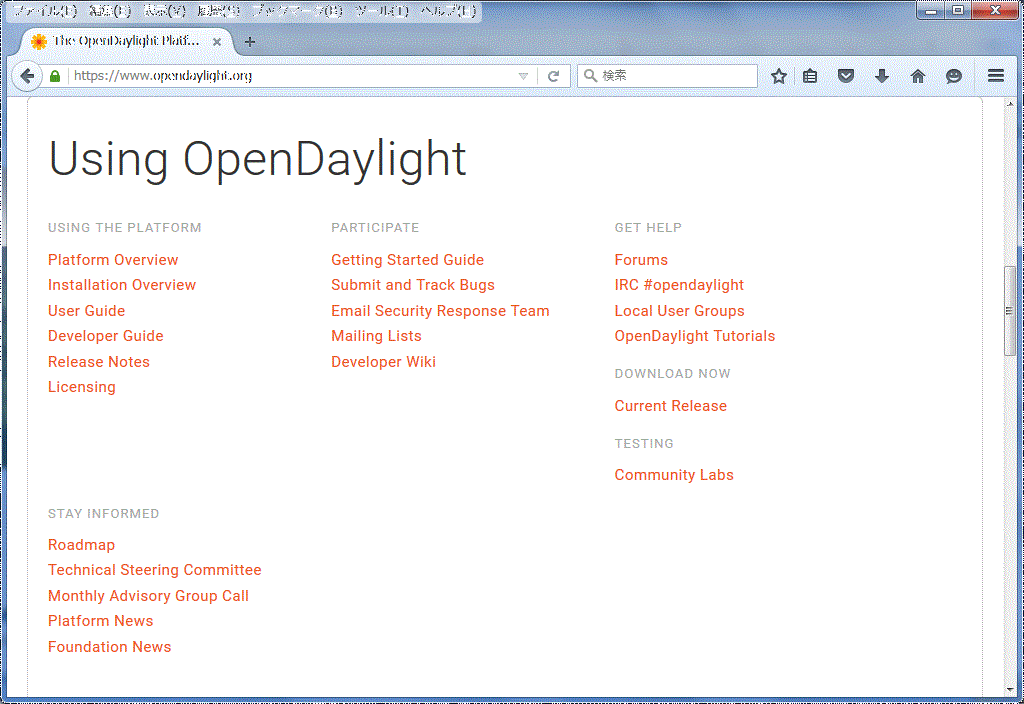 ファイル(F) 編集(E) 表示(V) 履歴(S) ブックマーク(B) ツール(T) ヘルプ(H)
The OpenDaylight Platf...
https://www.opendaylight.org
検索
Using OpenDaylight
USING THE PLATFORM
Platform Overview
Installation Overview
User Guide
Developer Guide
Release Notes
Licensing
PARTICIPATE
Getting Started Guide
Submit and Track Bugs
Email Security Response Team
Mailing Lists
Developer Wiki
GET HELP
Forums
IRC #opendaylight
Local User Groups
OpenDaylight Tutorials
DOWNLOAD NOW
Current Release
TESTING
Community Labs
STAY INFORMED
Roadmap
Technical Steering Committee
Monthly Advisory Group Call
Platform News
Foundation News